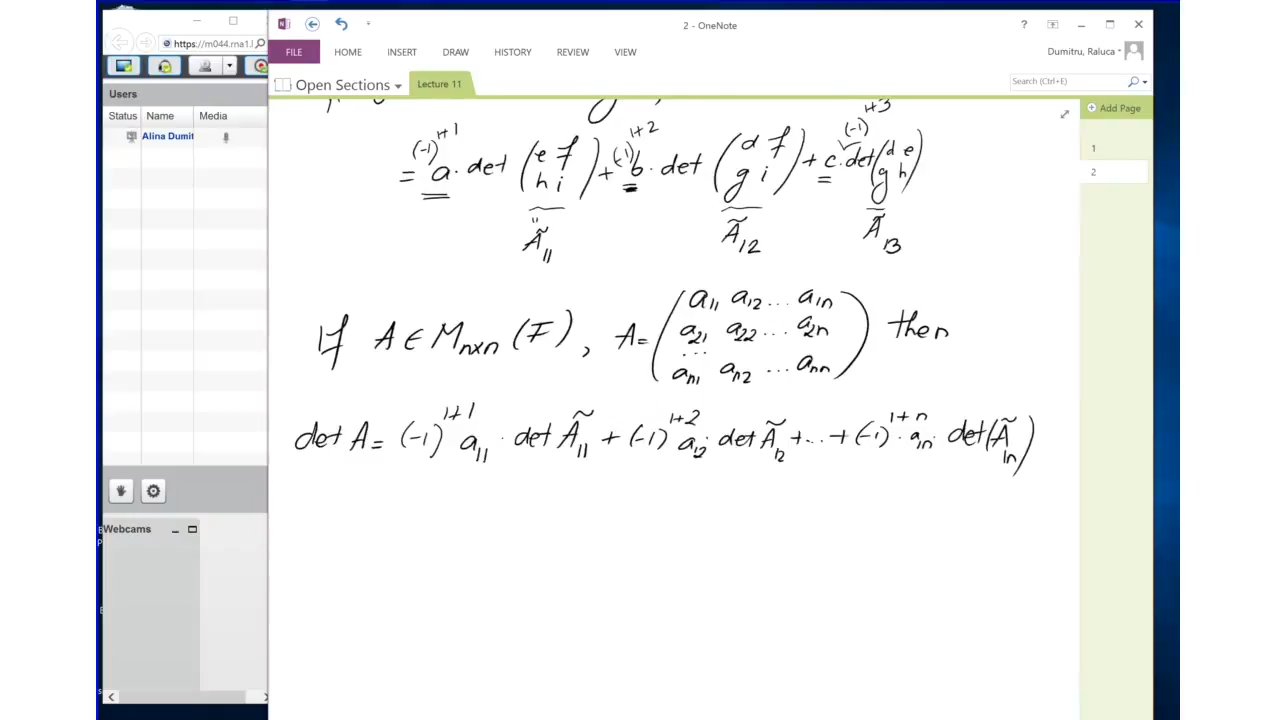 2 - OneNote
https://m044.rna1.
FILE HOME INSERT DRAW HISTORY REVIEW VIEW
Dumitru, Raluca
Open Sections Lecture 11
Search (Ctrl+E)
Add Page
1
2
Users
Status Name Media
Alina Dumit
Webcams
= (-1)^{1+1} a · det (e f / h i) + (-1)^{1+2} b · det (d f / g i) + (-1)^{1+3} c · det (d e / g h)
" Ã₁₁ Ã₁₂ Ã₁₃
If A ∈ M_{n×n} (F), A = (a₁₁ a₁₂ ... a₁ₙ / a₂₁ a₂₂ ... a₂ₙ / ... / aₙ₁ aₙ₂ ... aₙₙ) then
det A = (-1)^{1+1} a₁₁ · det Ã₁₁ + (-1)^{1+2} a₁₂ · det Ã₁₂ + ... + (-1)^{1+n} · a₁ₙ · det(Ã₁ₙ)